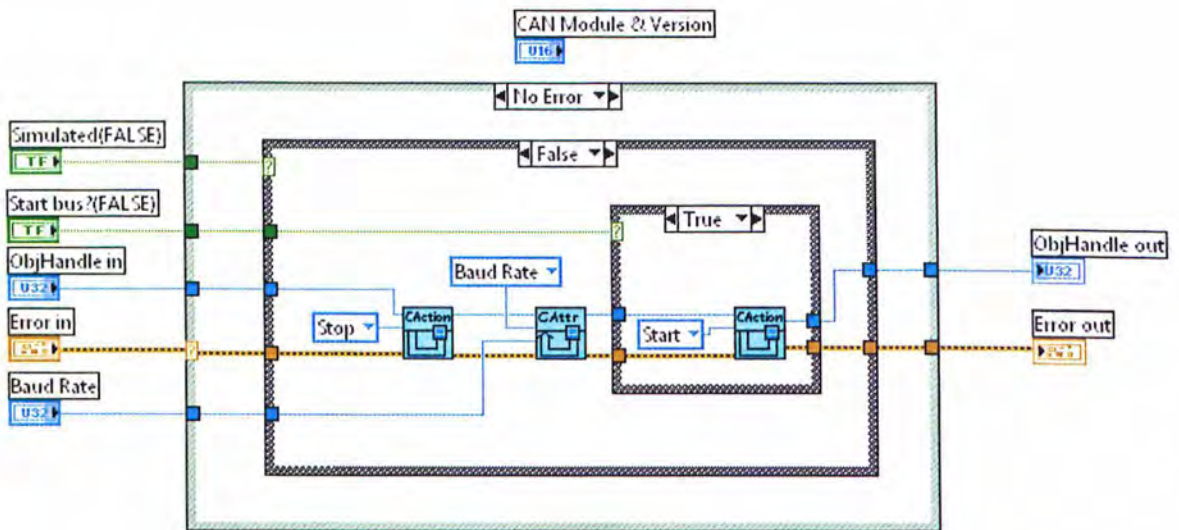 CAN Module & Version
U16
No Error
Simulated(FALSE)
TF
False
?
Start bus?(FALSE)
TF
True
?
ObjHandle in
U32
Baud Rate
ObjHandle out
U32
Error in
?
Stop
CAction
CAttr
Start
CAction
Error out
Baud Rate
U32